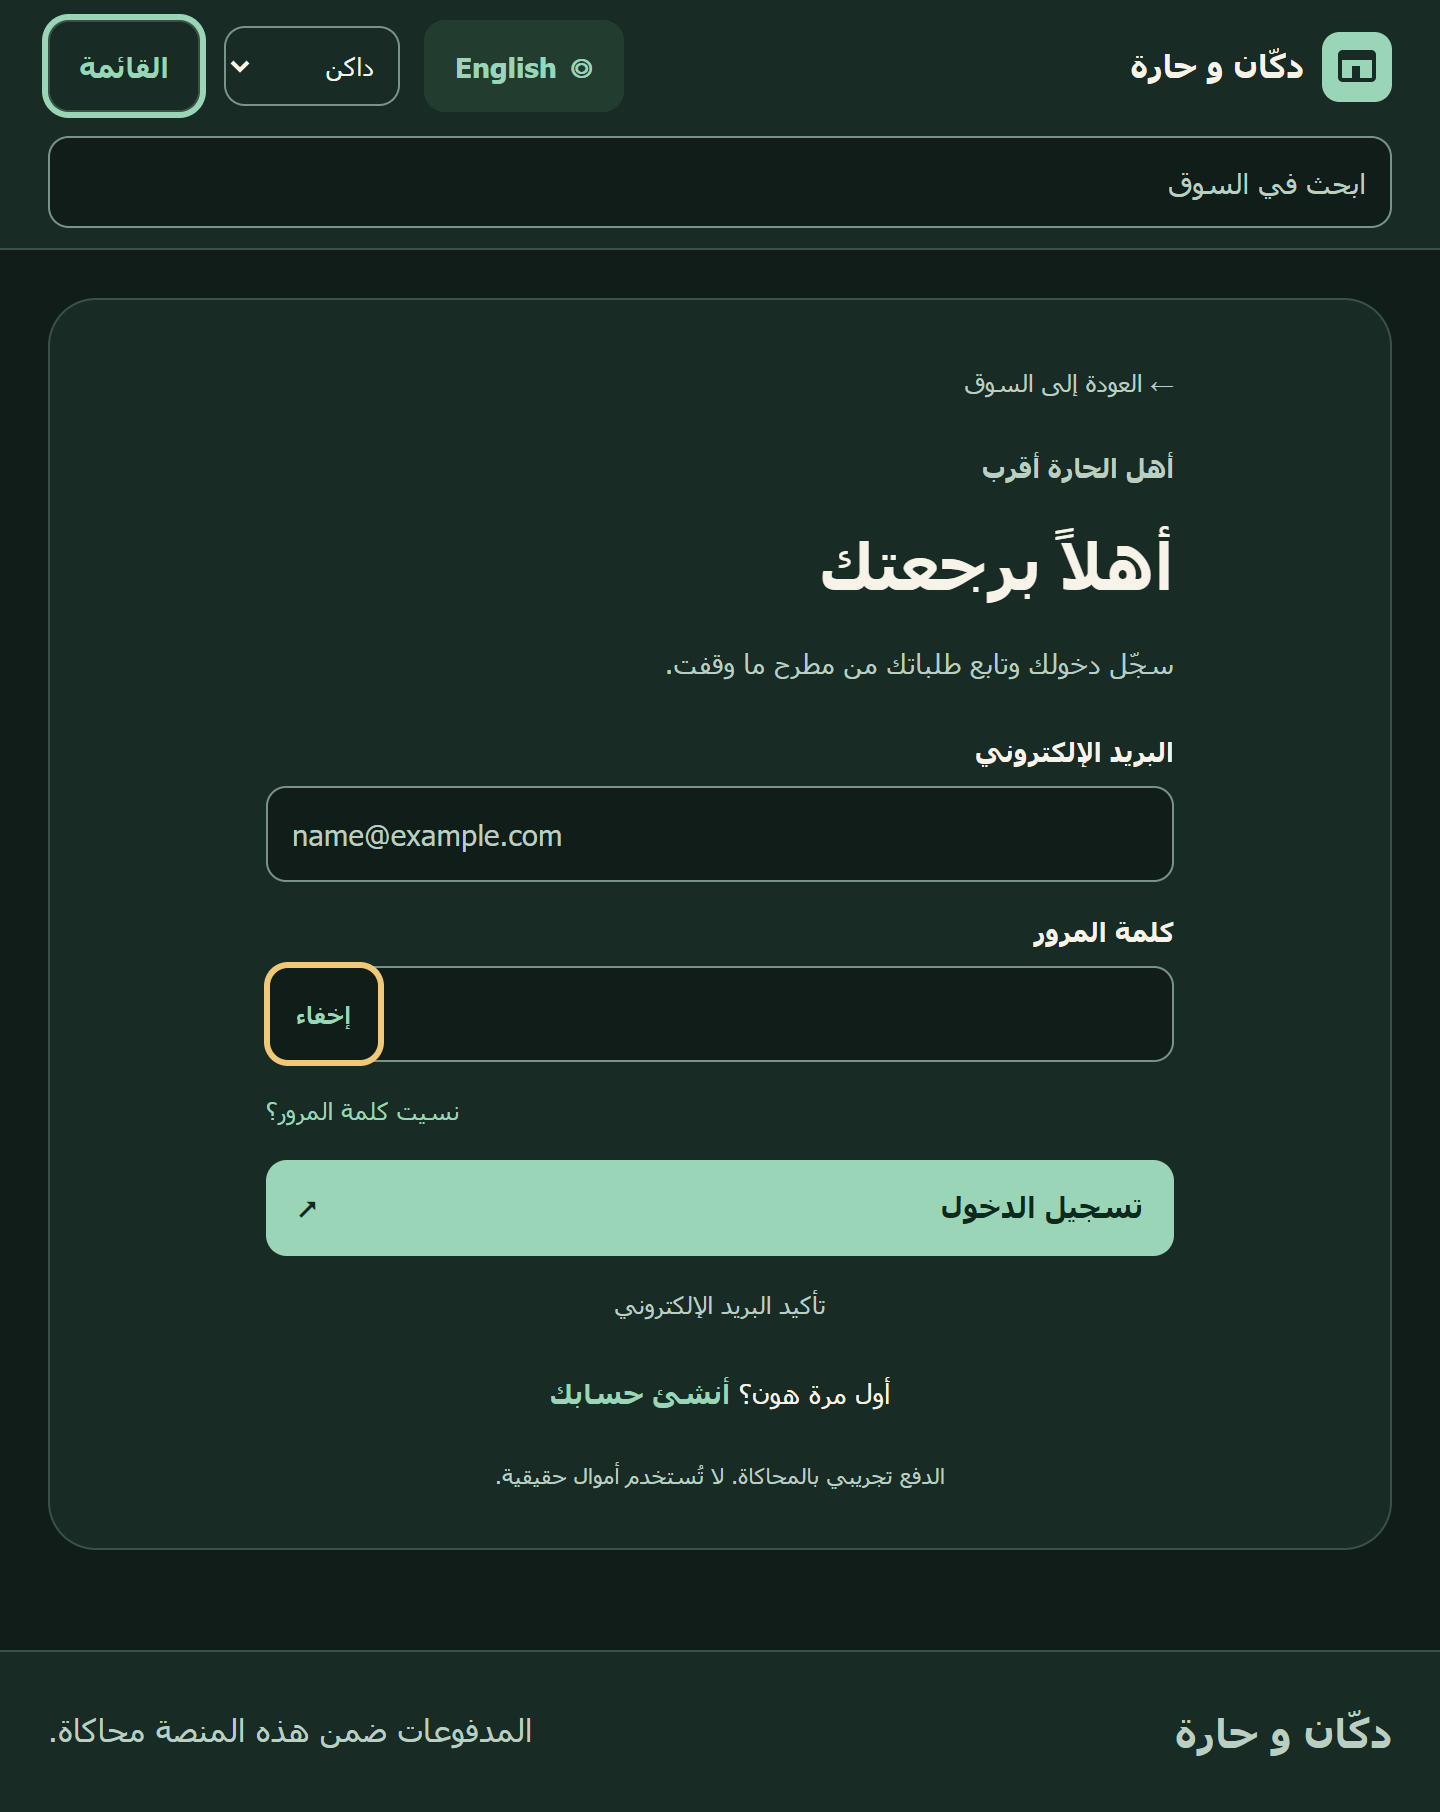 دكّان و حارة
English
داكن
القائمة
ابحث في السوق
← العودة إلى السوق
أهل الحارة أقرب
أهلاً برجعتك
سجّل دخولك وتابع طلباتك من مطرح ما وقفت.
البريد الإلكتروني
name@example.com
كلمة المرور
إخفاء
نسيت كلمة المرور؟
تسجيل الدخول ↗
تأكيد البريد الإلكتروني
أول مرة هون؟ أنشئ حسابك
الدفع تجريبي بالمحاكاة. لا تُستخدم أموال حقيقية.
دكّان و حارة
المدفوعات ضمن هذه المنصة محاكاة.